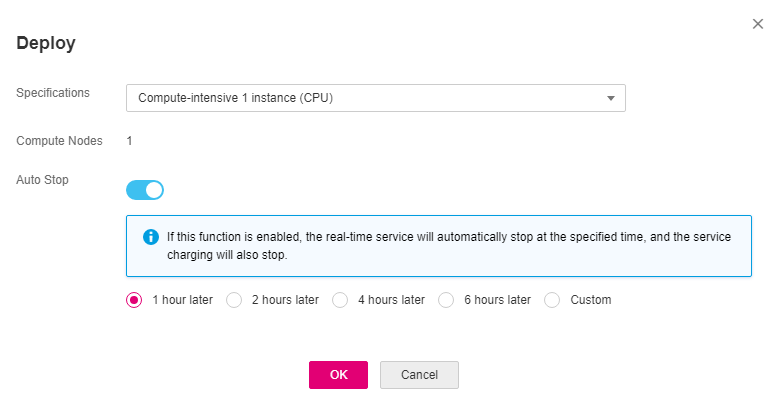 Deploy
Specifications
Compute-intensive 1 instance (CPU)
Compute Nodes
1
Auto Stop
If this function is enabled, the real-time service will automatically stop at the specified time, and the service
charging will also stop.
1 hour later 2 hours later 4 hours later 6 hours later Custom
OK Cancel